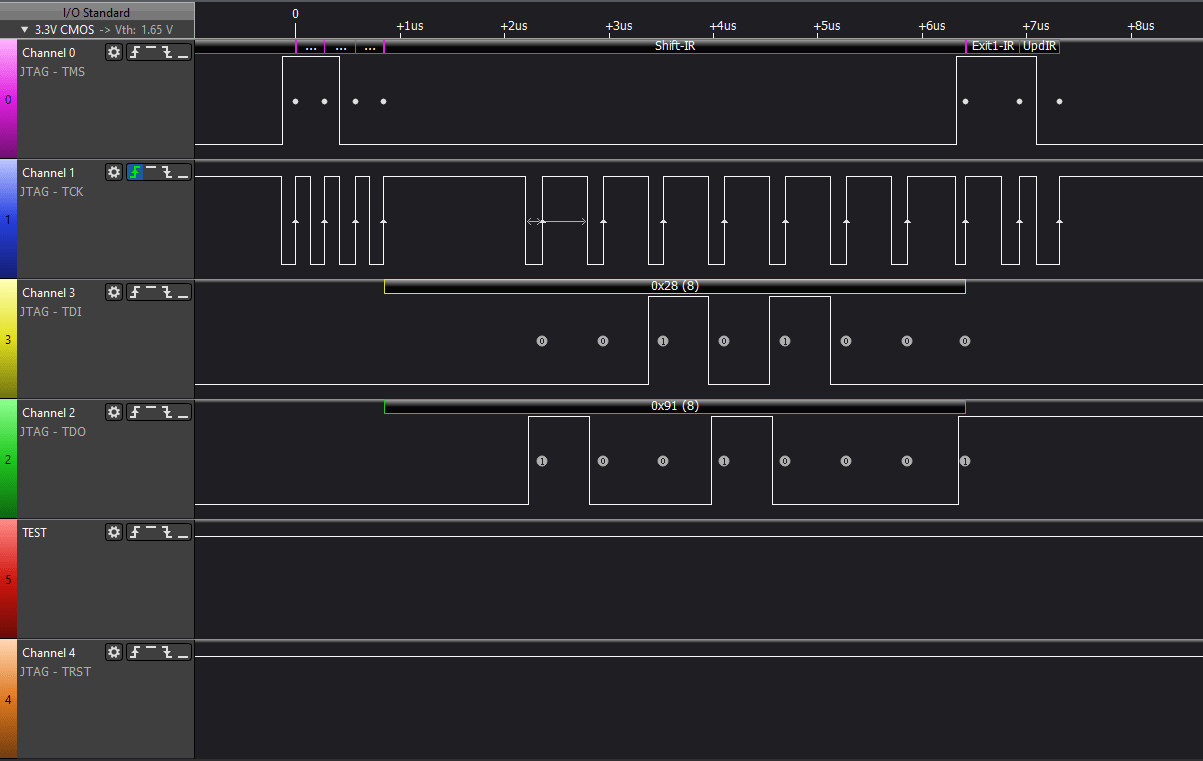 I/O Standard
▼ 3.3V CMOS -> Vth: 1.65 V
0
+1us
+2us
+3us
+4us
+5us
+6us
+7us
+8us
0
Channel 0
JTAG - TMS
...
...
...
Shift-IR
Exit1-IR
UpdIR
1
Channel 1
JTAG - TCK
3
Channel 3
JTAG - TDI
0x28 (8)
0 0 1 0 1 0 0 0
2
Channel 2
JTAG - TDO
0x91 (8)
1 0 0 1 0 0 0 1
5
TEST
4
Channel 4
JTAG - TRST